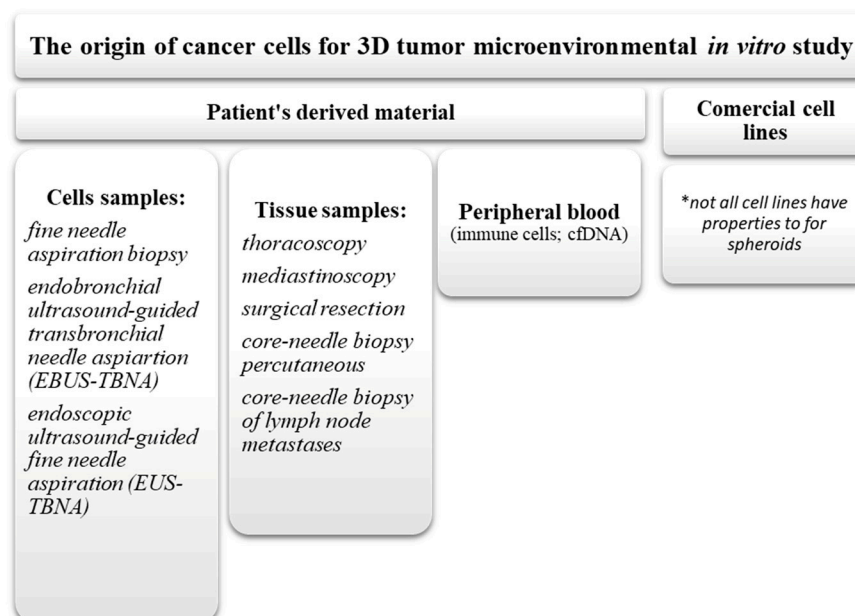 The origin of cancer cells for 3D tumor microenvironmental in vitro study
Patient's derived material
Comercial cell
lines
Cells samples:
fine needle
aspiration biopsy
endobronchial
ultrasound-guided
transbronchial
needle aspiartion
(EBUS-TBNA)
endoscopic
ultrasound-guided
fine needle
aspiration (EUS-
TBNA)
Tissue samples:
thoracoscopy
mediastinoscopy
surgical resection
core-needle biopsy
percutaneous
core-needle biopsy
of lymph node
metastases
Peripheral blood
(immune cells; cfDNA)
*not all cell lines have
properties to for
spheroids